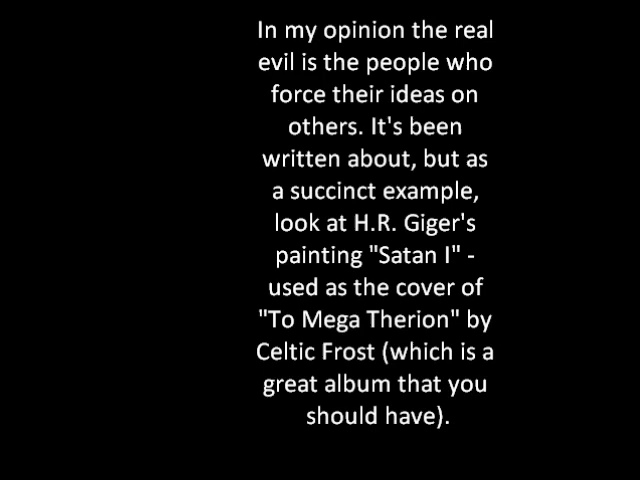 In my opinion the real
evil is the people who
force their ideas on
others. It's been
written about, but as
a succinct example,
look at H.R. Giger's
painting "Satan I" -
used as the cover of
"To Mega Therion" by
Celtic Frost (which is a
great album that you
should have).